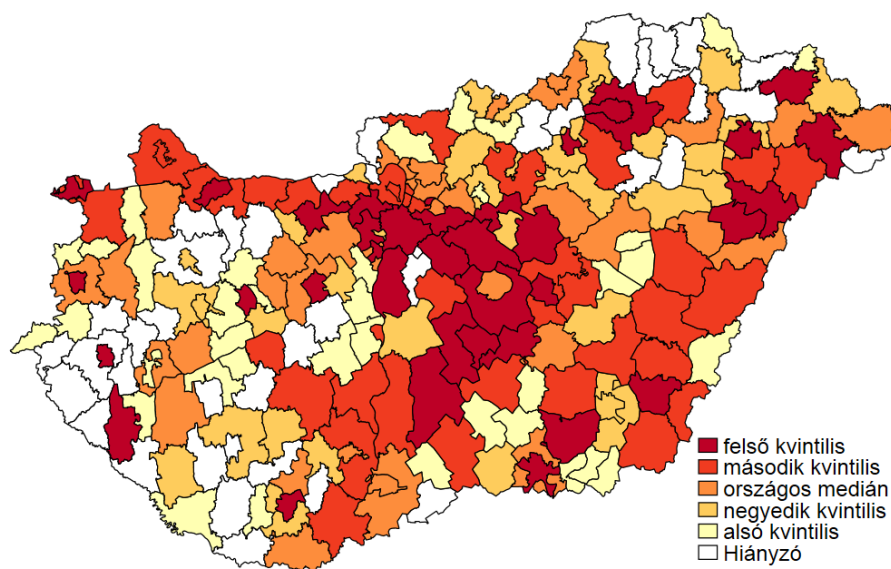 felső kvintilis
második kvintilis
országos medián
negyedik kvintilis
alsó kvintilis
Hiányzó